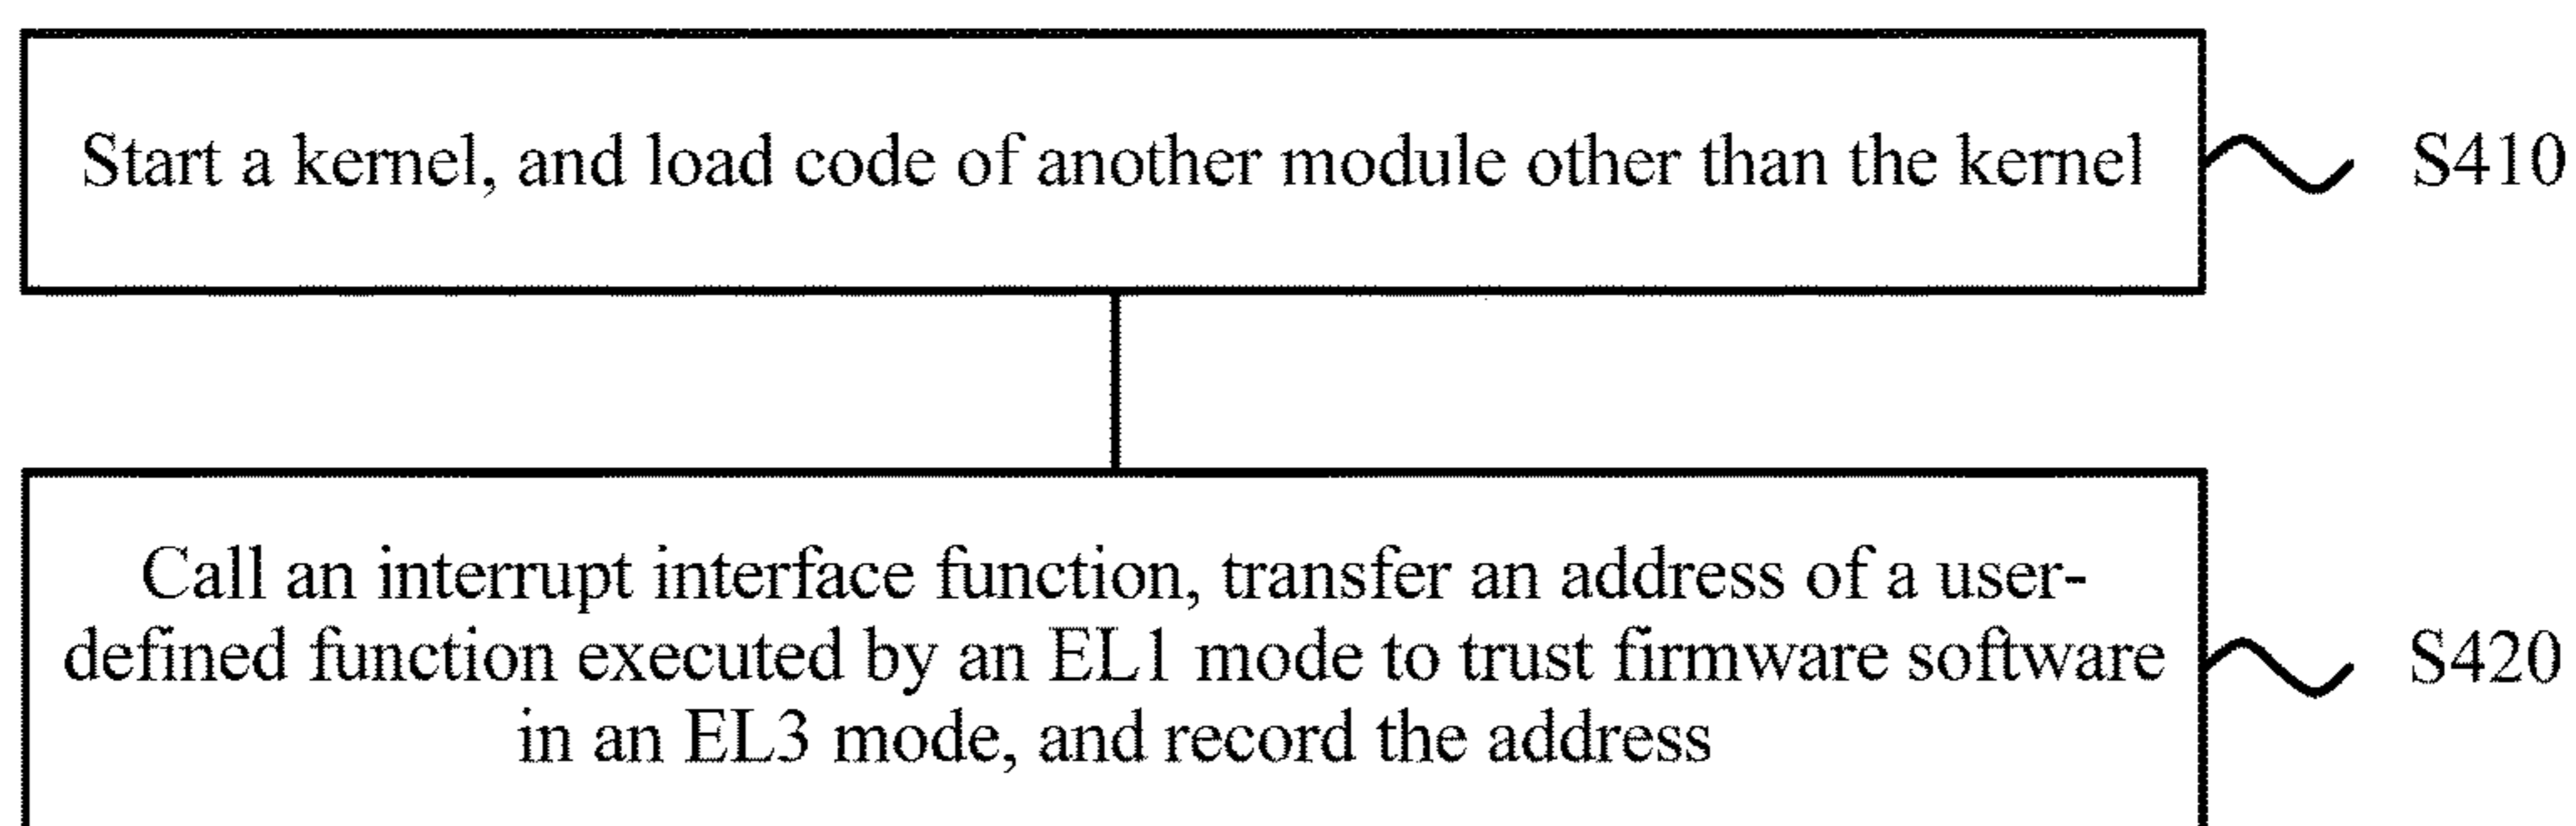 Start a kernel, and load code of another module other than the kernel
S410
Call an interrupt interface function, transfer an address of a user-
defined function executed by an EL1 mode to trust firmware software
in an EL3 mode, and record the address
S420